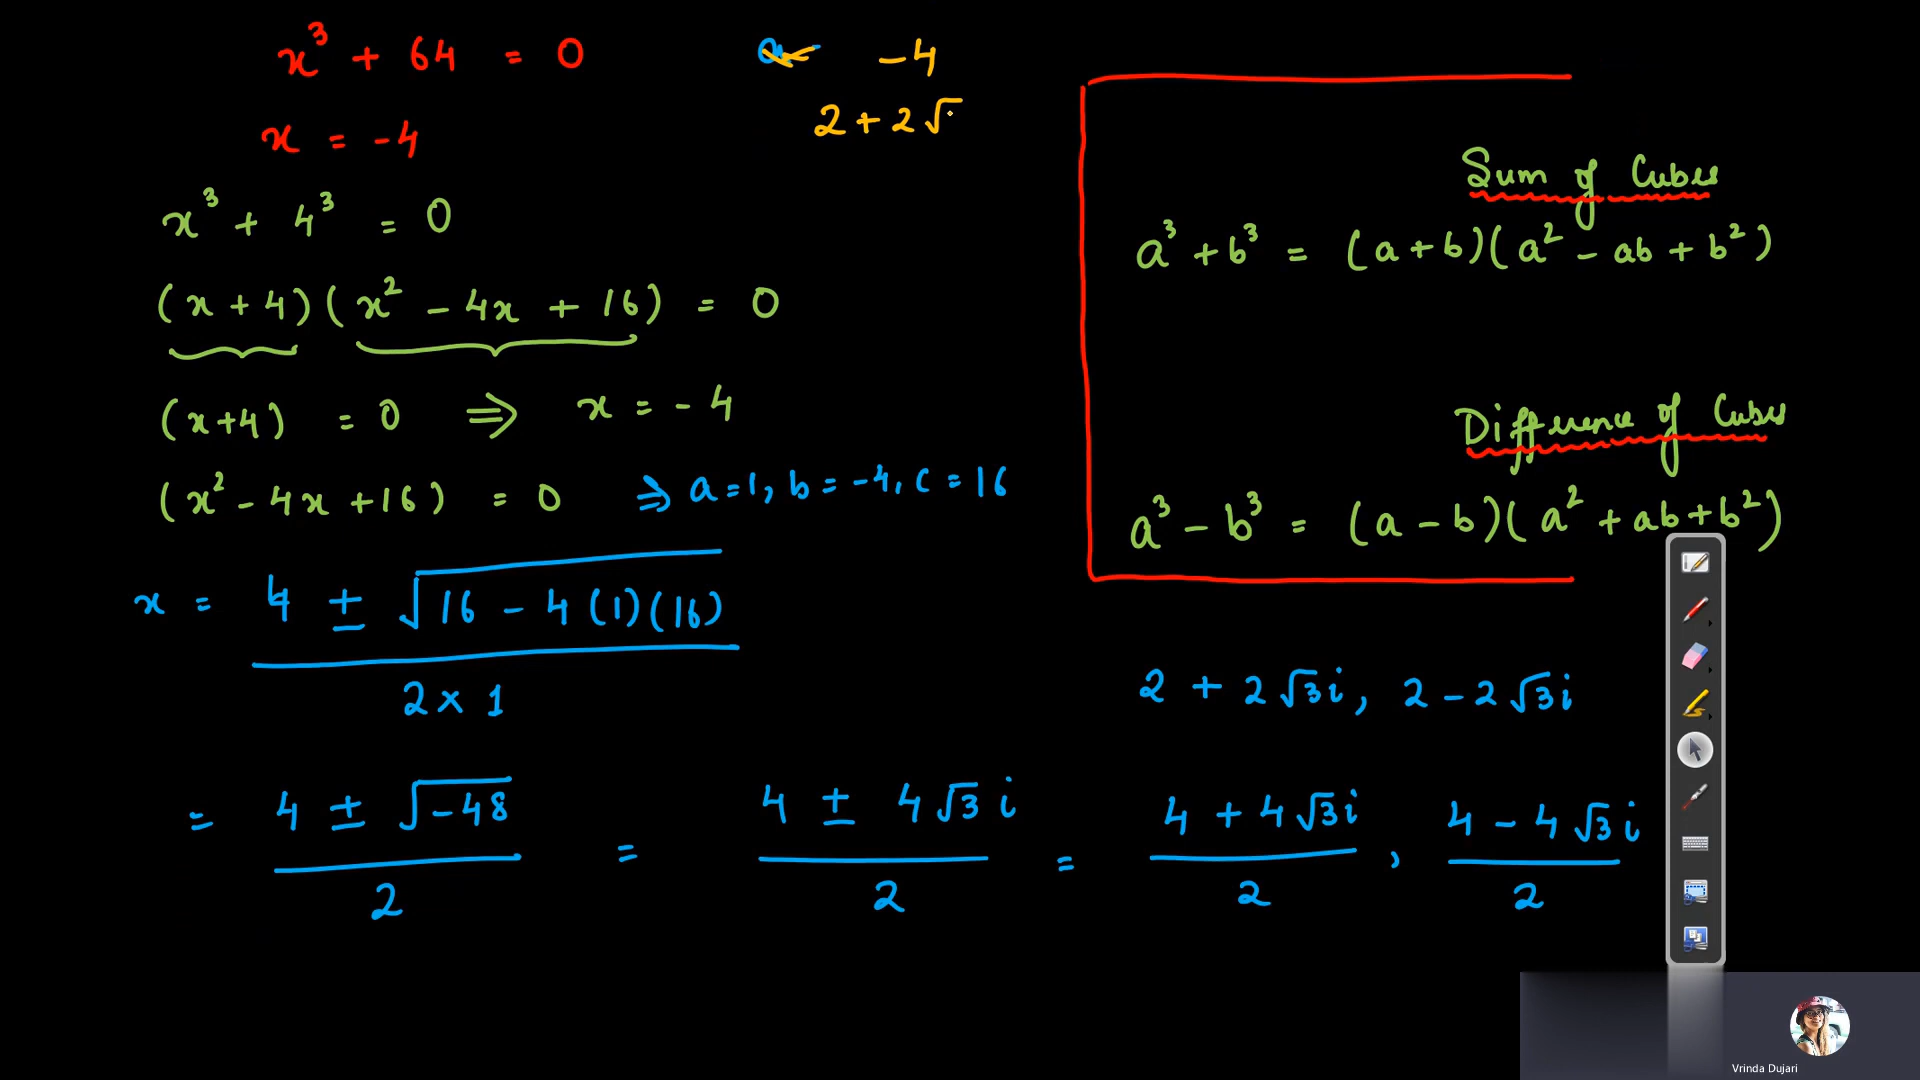 x³ + 64 = 0
x = -4
x³ + 4³ = 0
(x + 4)(x² - 4x + 16) = 0
(x+4) = 0 ⇒ x = -4
(x² - 4x + 16) = 0 ⇒ a = 1, b = -4, c = 16
x = 4 ± √16 - 4(1)(16)
2 × 1
= 4 ± √-48 / 2 = 4 ± 4√3 i / 2 = 4 + 4√3i / 2 , 4 - 4√3 i / 2
-4
2 + 2√
Sum of Cubes
a³ + b³ = (a + b)(a² - ab + b²)
Difference of Cubes
a³ - b³ = (a - b)(a² + ab + b²)
2 + 2√3i, 2 - 2√3i
Vrinda Dujari